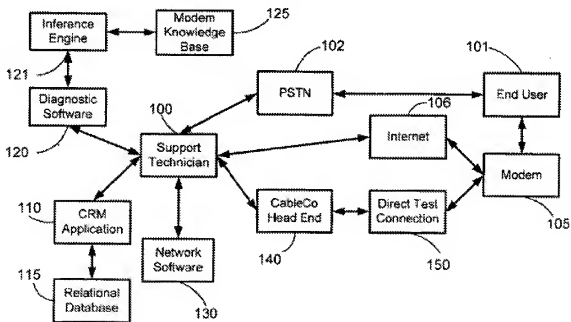 125
Inference
Engine
Modem
Knowledge
Base
102
101
121
PSTN
End User
100
106
Diagnostic
Software
Support
Technician
Internet
120
Modem
110
CRM
Application
CableCo
Head End
Direct Test
Connection
105
115
Network
Software
140
150
Relational
Database
130